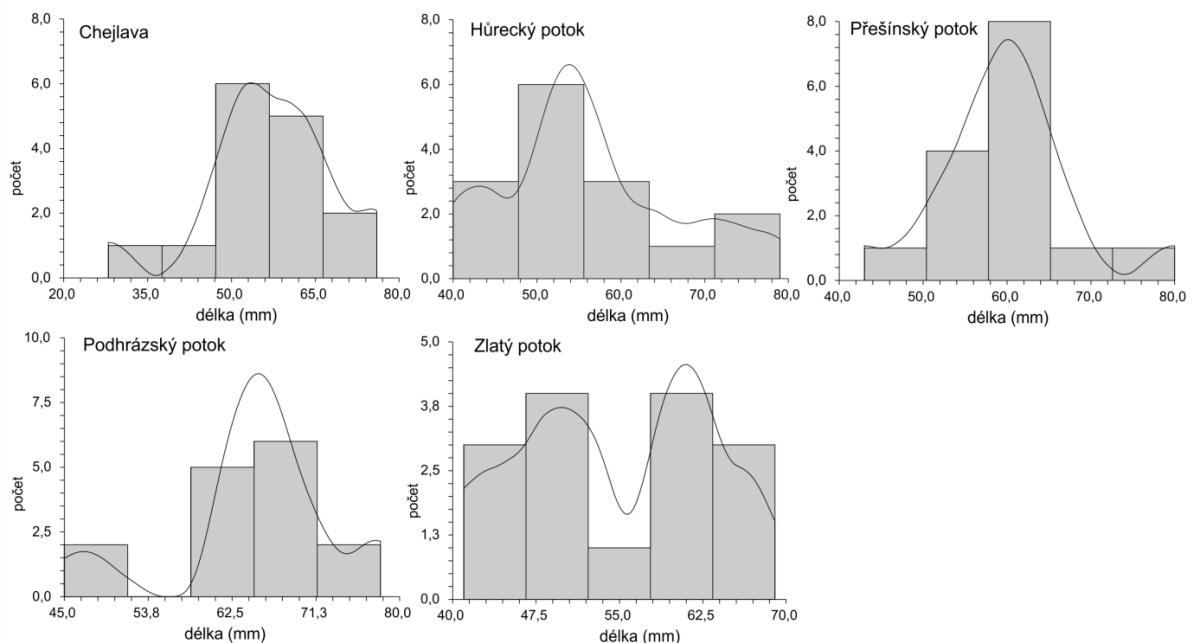 Chejlava
8,0
6,0
4,0
2,0
0,0
počet
20,0 35,0 50,0 65,0 80,0
délka (mm)
Hůrecký potok
8,0
6,0
4,0
2,0
0,0
počet
40,0 50,0 60,0 70,0 80,0
délka (mm)
Přešínský potok
8,0
6,0
4,0
2,0
0,0
počet
40,0 50,0 60,0 70,0 80,0
délka (mm)
Podhrázský potok
10,0
7,5
5,0
2,5
0,0
počet
45,0 53,8 62,5 71,3 80,0
délka (mm)
Zlatý potok
5,0
3,8
2,5
1,3
0,0
počet
40,0 47,5 55,0 62,5 70,0
délka (mm)